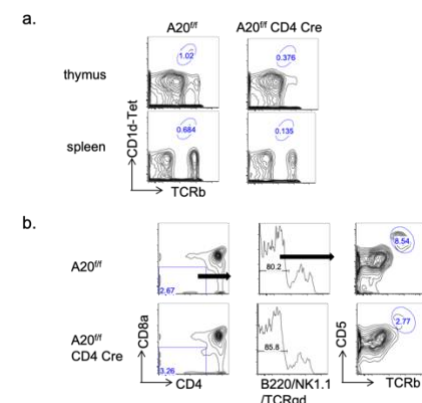 a.
A20f/f
A20f/f CD4 Cre
thymus
1.02
0.376
spleen
0.684
0.135
CD1d-Tet
TCRb
b.
A20f/f
2.67
80.2
8.54
A20f/f
CD4 Cre
3.26
85.8
2.77
CD8a
CD4
B220/NK1.1
/TCRgd
CD5
TCRb